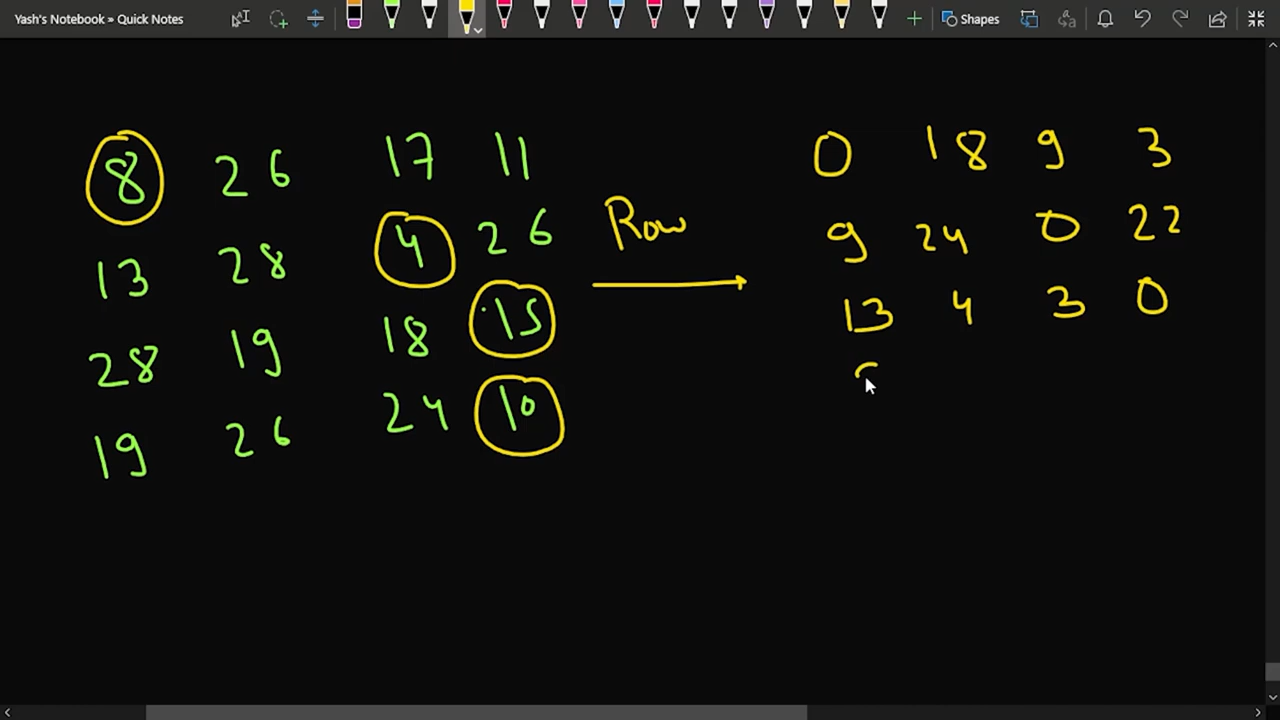 Yash's Notebook » Quick Notes
Shapes
8 26 17 11
13 28 4 26
28 19 18 15
19 26 24 10
Row
0 18 9 3
9 24 0 22
13 4 3 0